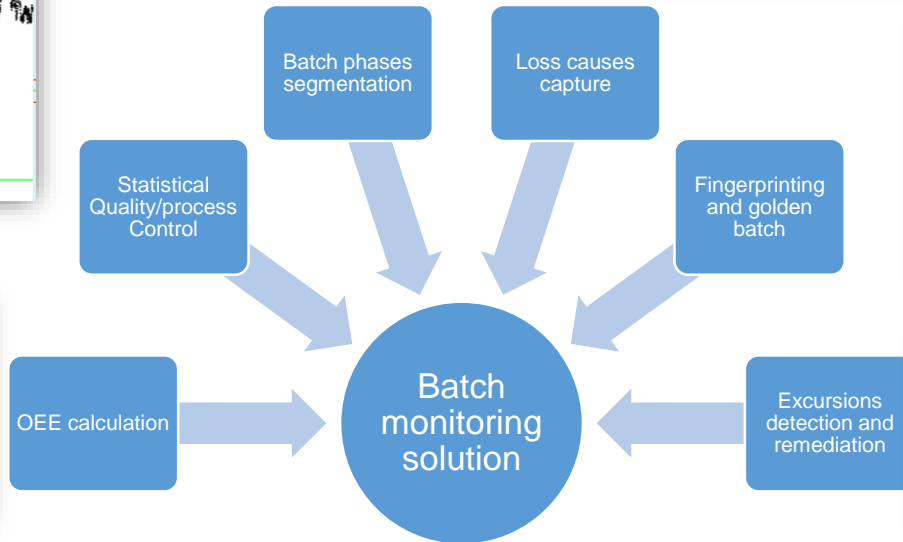 Batch phases
segmentation
Loss causes
capture
Statistical
Quality/process
Control
Fingerprinting
and golden
batch
OEE calculation
Batch
monitoring
solution
Excursions
detection and
remediation